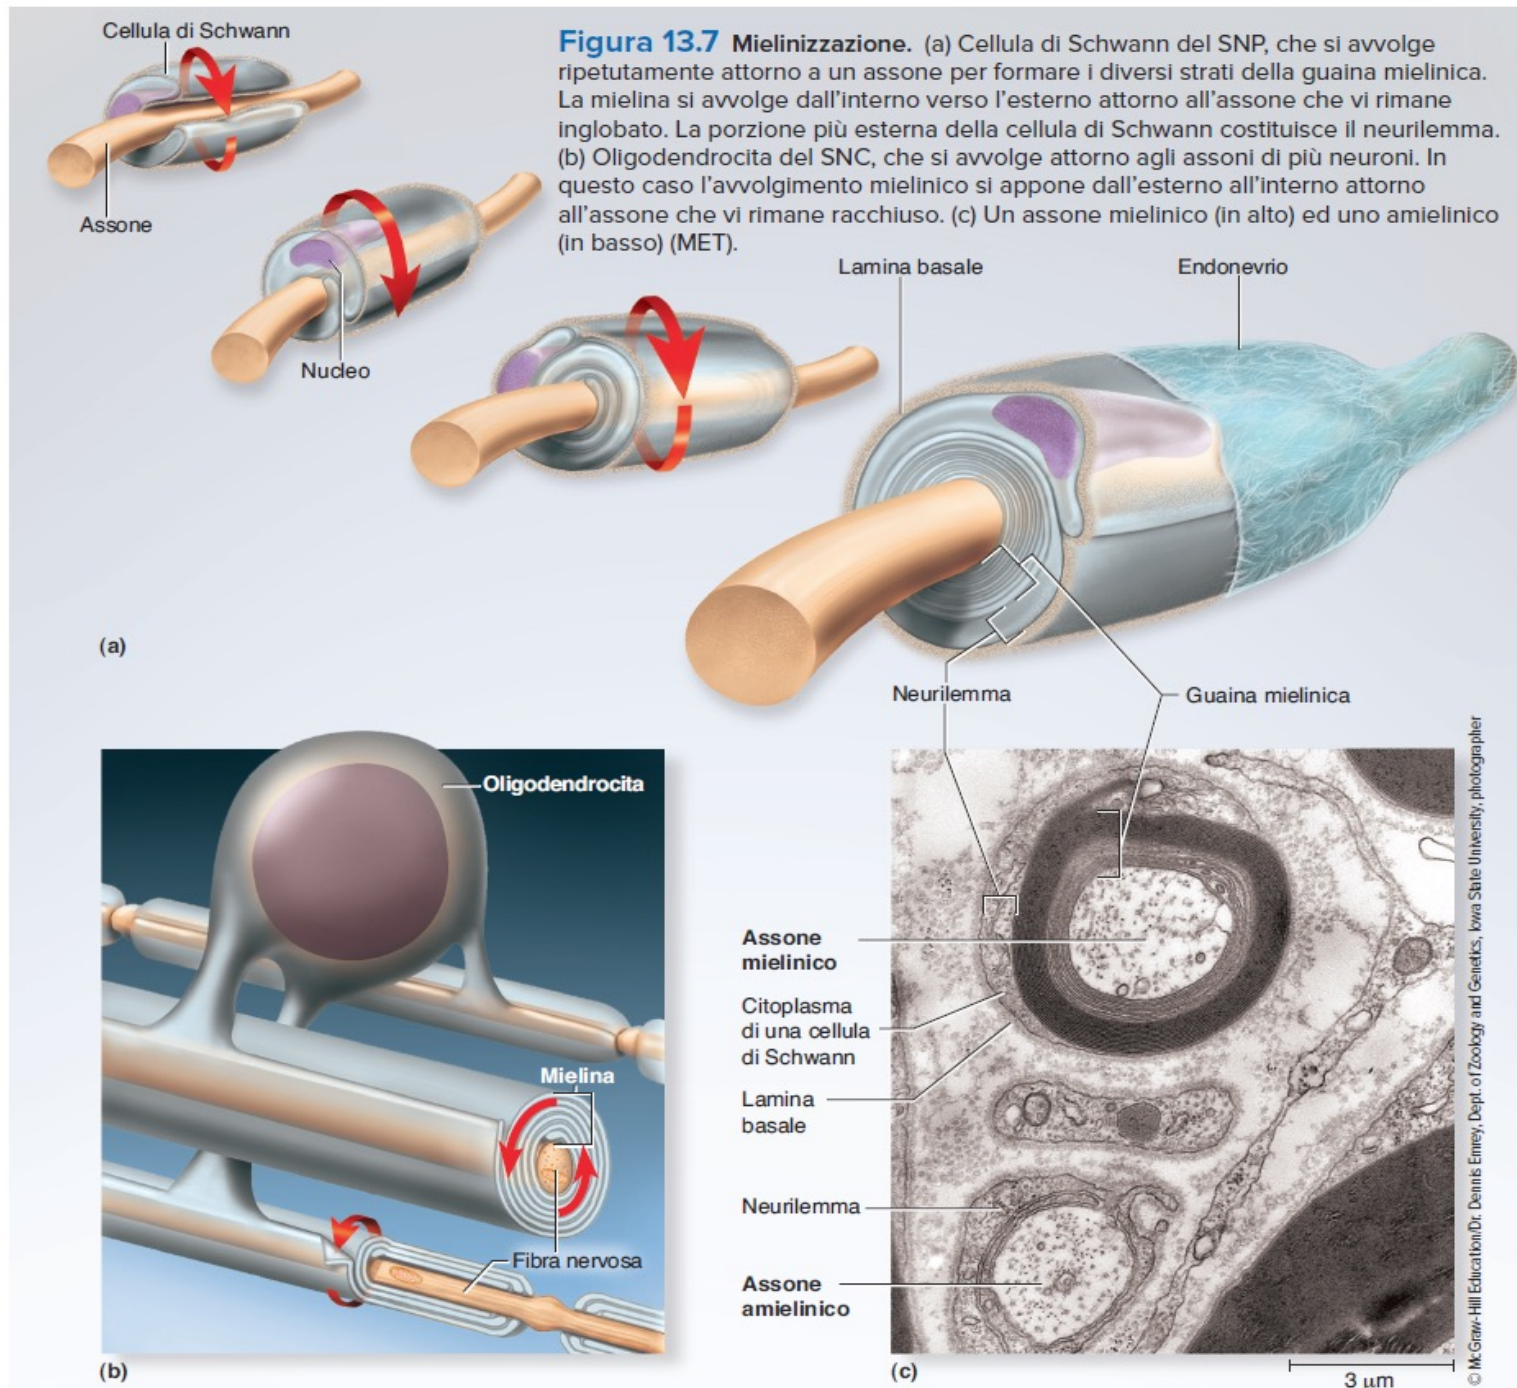 Cellula di Schwann
Figura 13.7 Mielinizzazione. (a) Cellula di Schwann del SNP, che si avvolge
ripetutamente attorno a un assone per formare i diversi strati della guaina mielinica.
La mielina si avvolge dall'interno verso l'esterno attorno all'assone che vi rimane
inglobato. La porzione più esterna della cellula di Schwann costituisce il neurilemma.
(b) Oligodendrocita del SNC, che si avvolge attorno agli assoni di più neuroni. In
questo caso l'avvolgimento mielinico si appone dall'esterno all'interno attorno
all'assone che vi rimane racchiuso. (c) Un assone mielinico (in alto) ed uno amielinico
(in basso) (MET).
Assone
Nucleo
Lamina basale
Endonevrio
(a)
Neurilemma
Guaina mielinica
Oligodendrocita
Mielina
Fibra nervosa
(b)
Assone
mielinico
Citoplasma
di una cellula
di Schwann
Lamina
basale
Neurilemma
Assone
amielinico
(c)
3 µm
© McGraw-Hill Education/Dr. Dennis Emrey, Dept. of Zoology and Genetics, Iowa State University, photographer